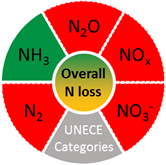 N₂O
NH₃
NOₓ
Overall
N loss
N₂
NO₃⁻
UNECE
Categories